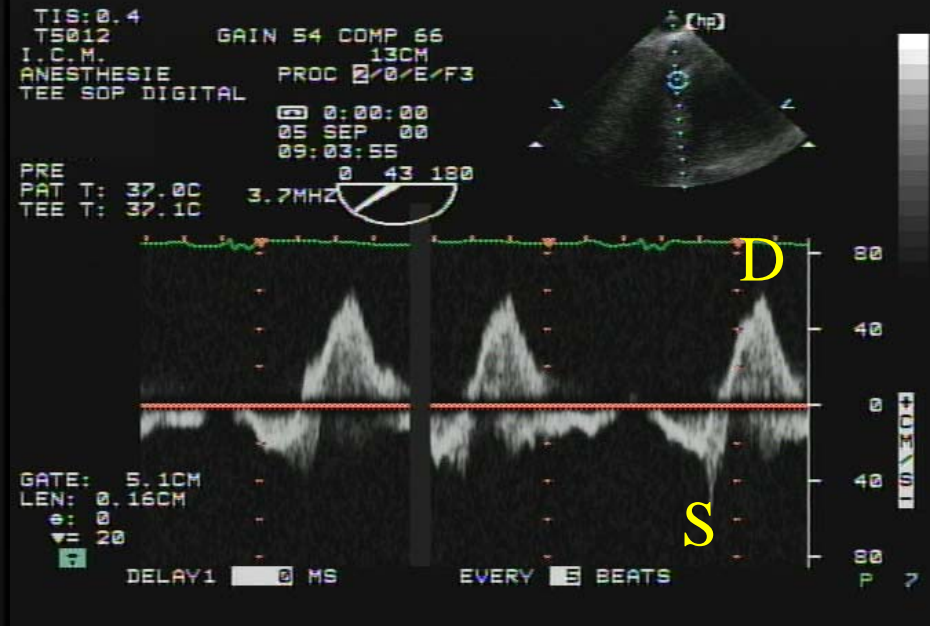 TIS:0.4
T5012 GAIN 54 COMP 66
I.C.M. 13CM
ANESTHESIE PROC 2/0/E/F3
TEE SOP DIGITAL
0:00:00
05 SEP 00
09:03:55
PRE 0 43 180
PAT T: 37.0C 3.7MHZ
TEE T: 37.1C
[hp]
D
80
40
0
+CM/S-
40
80
GATE: 5.1CM
LEN: 0.16CM
θ: 0
▼= 20
S
DELAY1 0 MS EVERY 5 BEATS
P 7